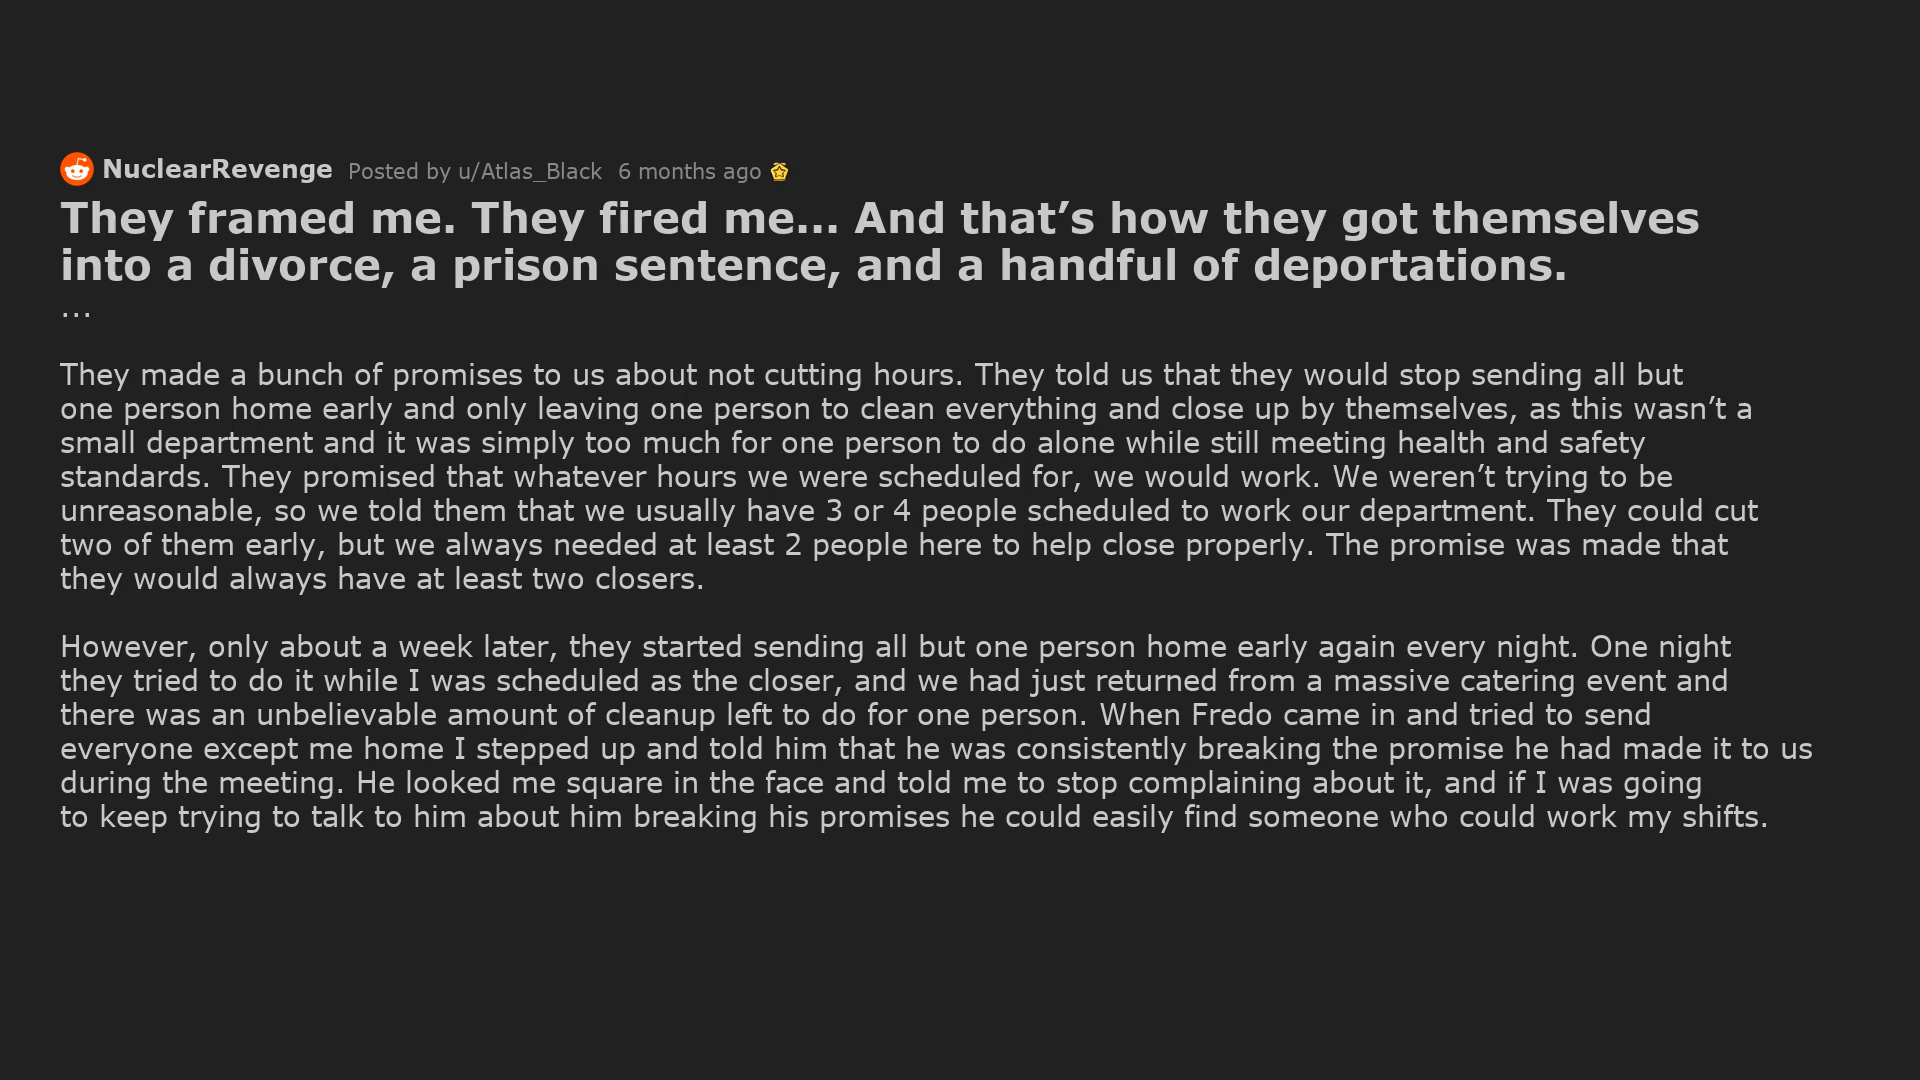 NuclearRevenge Posted by u/Atlas_Black 6 months ago
They framed me. They fired me... And that’s how they got themselves
into a divorce, a prison sentence, and a handful of deportations.
...
They made a bunch of promises to us about not cutting hours. They told us that they would stop sending all but
one person home early and only leaving one person to clean everything and close up by themselves, as this wasn’t a
small department and it was simply too much for one person to do alone while still meeting health and safety
standards. They promised that whatever hours we were scheduled for, we would work. We weren’t trying to be
unreasonable, so we told them that we usually have 3 or 4 people scheduled to work our department. They could cut
two of them early, but we always needed at least 2 people here to help close properly. The promise was made that
they would always have at least two closers.
However, only about a week later, they started sending all but one person home early again every night. One night
they tried to do it while I was scheduled as the closer, and we had just returned from a massive catering event and
there was an unbelievable amount of cleanup left to do for one person. When Fredo came in and tried to send
everyone except me home I stepped up and told him that he was consistently breaking the promise he had made it to us
during the meeting. He looked me square in the face and told me to stop complaining about it, and if I was going
to keep trying to talk to him about him breaking his promises he could easily find someone who could work my shifts.